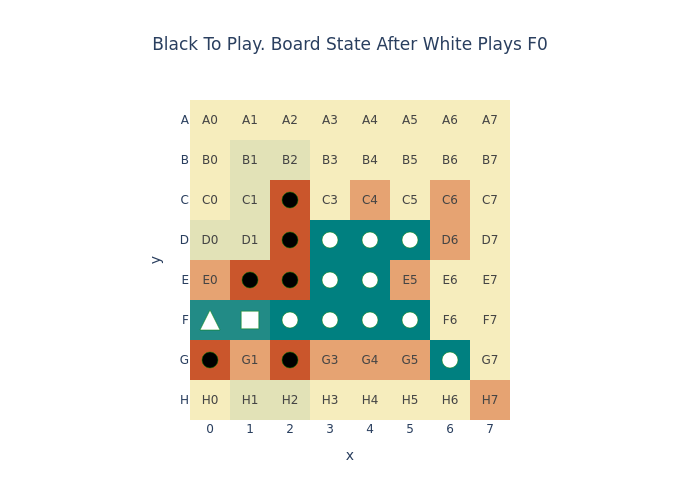 Black To Play. Board State After White Plays F0
A A0 A1 A2 A3 A4 A5 A6 A7
B B0 B1 B2 B3 B4 B5 B6 B7
C C0 C1 C3 C4 C5 C6 C7
D D0 D1 D6 D7
y
E E0 E5 E6 E7
F F6 F7
G G1 G3 G4 G5 G7
H H0 H1 H2 H3 H4 H5 H6 H7
0 1 2 3 4 5 6 7
x